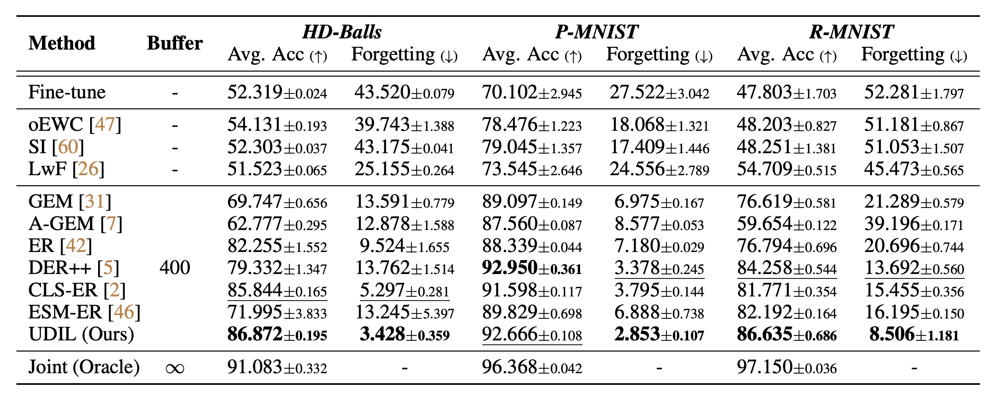 HD-Balls P-MNIST R-MNIST
Method Buffer
Avg. Acc (↑) Forgetting (↓) Avg. Acc (↑) Forgetting (↓) Avg. Acc (↑) Forgetting (↓)
Fine-tune - 52.319±0.024 43.520±0.079 70.102±2.945 27.522±3.042 47.803±1.703 52.281±1.797
oEWC [47] - 54.131±0.193 39.743±1.388 78.476±1.223 18.068±1.321 48.203±0.827 51.181±0.867
SI [60] - 52.303±0.037 43.175±0.041 79.045±1.357 17.409±1.446 48.251±1.381 51.053±1.507
LwF [26] - 51.523±0.065 25.155±0.264 73.545±2.646 24.556±2.789 54.709±0.515 45.473±0.565
GEM [31] 69.747±0.656 13.591±0.779 89.097±0.149 6.975±0.167 76.619±0.581 21.289±0.579
A-GEM [7] 62.777±0.295 12.878±1.588 87.560±0.087 8.577±0.053 59.654±0.122 39.196±0.171
ER [42] 82.255±1.552 9.524±1.655 88.339±0.044 7.180±0.029 76.794±0.696 20.696±0.744
DER++ [5] 400 79.332±1.347 13.762±1.514 92.950±0.361 3.378±0.245 84.258±0.544 13.692±0.560
CLS-ER [2] 85.844±0.165 5.297±0.281 91.598±0.117 3.795±0.144 81.771±0.354 15.455±0.356
ESM-ER [46] 71.995±3.833 13.245±5.397 89.829±0.698 6.888±0.738 82.192±0.164 16.195±0.150
UDIL (Ours) 86.872±0.195 3.428±0.359 92.666±0.108 2.853±0.107 86.635±0.686 8.506±1.181
Joint (Oracle) ∞ 91.083±0.332 - 96.368±0.042 - 97.150±0.036 -